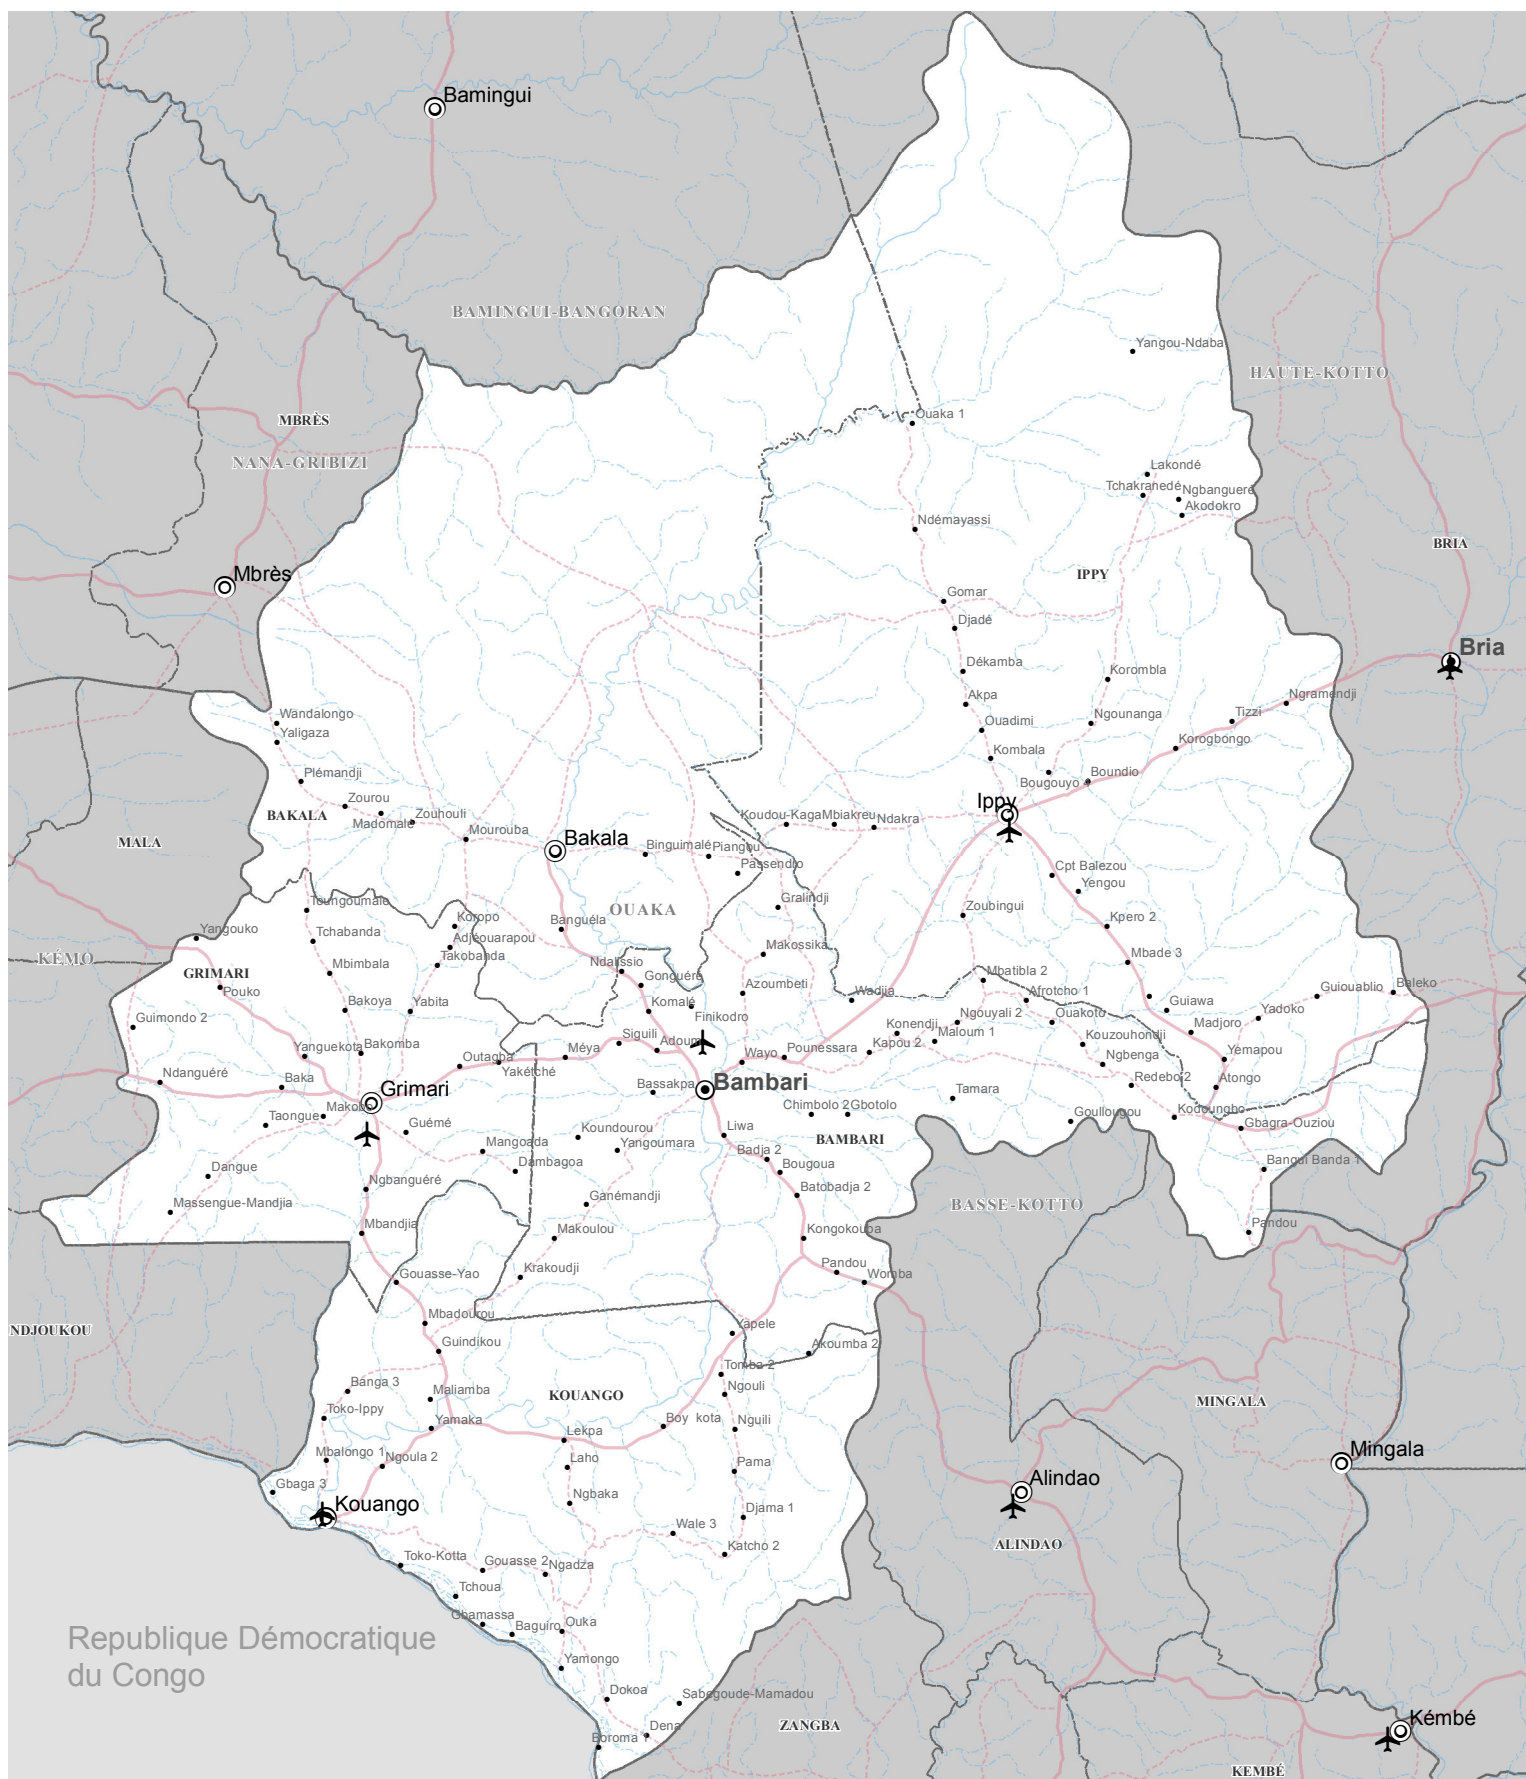 Bamingui
BAMINGUI-BANGORAN
Yangou-Ndaba
HAUTE-KOTTO
MBRÈS
Ouaka 1
NANA-GRIBIZI
Lakondé
Tchakranedé
Ngbangueré
Akodokro
Ndémayassi
BRIA
Mbrès
IPPY
Gomar
Djadé
Bria
Dékamba
Korombla
Akpa
Ngramendji
Wandalongo
Ouadimi
Ngounanga
Tizzi
Yaligaza
Kombala
Korogbongo
Plémandji
Bougouyo 4
Boundio
Zourou
Ippy
BAKALA
Madomale
Zouhouli
Koudou-Kaga
Mbiakreu
Ndakra
MALA
Mourouba
Bakala
Binguimalé
Piangou
Passendro
Cpt Balezou
Yengou
Toungoumale
OUAKA
Gralindji
Zoubingui
Koropo
Banguéla
Kpero 2
Yangouko
Tchabanda
Adjéouarapou
KÉMO
Makossika
Mbade 3
GRIMARI
Mbimbala
Takobanda
Ndalissio
Gonguéré
Mbatibla 2
Pouko
Azoumbeti
Wadjia
Afrotcho 1
Guiouablio
Baleko
Bakoya
Yabita
Komalé
Guiawa
Guimondo 2
Finikodro
Konendji
Ngouyali 2
Ouakoto
Yadoko
Madjoro
Yanguekota
Bakomba
Siguili
Adoum
Kapou 2
Maloum 1
Kouzouhondji
Outagba
Méya
Wayo
Pounessara
Ngbenga
Yémapou
Ndanguéré
Baka
Yakétché
Redebo 2
Grimari
Bassakpa
Bambari
Tamara
Atongo
Taongue
Makobo
Chimbolo 2
Gbotolo
Goullougou
Kodoungbo
Guémé
Koundourou
Liwa
BAMBARI
Gbagra-Ouziou
Mangoada
Yangoumara
Badja 2
Dangue
Dambagoa
Bougoua
Bangui Banda 1
Ngbanguéré
Batobadja 2
Massengue-Mandjia
Ganémandji
BASSE-KOTTO
Mbandjia
Makoulou
Kongokouba
Pandou
Krakoudji
Pandou
Gouasse-Yao
Womba
Mbadourou
NDJOUKOU
Yapele
Guindikou
Akoumba 2
Tomba 2
Banga 3
Maliamba
KOUANGO
Ngouli
MINGALA
Toko-Ippy
Yamaka
Lekpa
Boy kota
Nguili
Mbalongo 1
Ngoula 2
Laho
Pama
Mingala
Gbaga 3
Alindao
Kouango
Ngbaka
Djama 1
Wale 3
Katcho 2
ALINDAO
Toko-Kotta
Gouasse 2
Ngadza
Tchoua
Gbamassa
Baguiro
Ouka
Republique Démocratique
du Congo
Yamongo
Dokoa
Sabegoude-Mamadou
Boroma 1
Dena
ZANGBA
Kémbé
KEMBÉ